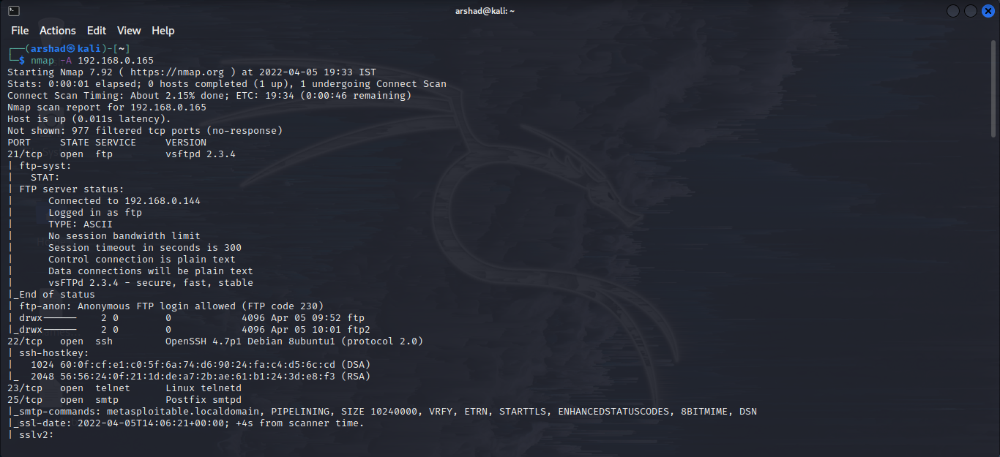 arshad@kali: ~
File Actions Edit View Help
┌──(arshad㉿kali)-[~]
└─$ nmap -A 192.168.0.165
Starting Nmap 7.92 ( https://nmap.org ) at 2022-04-05 19:33 IST
Stats: 0:00:01 elapsed; 0 hosts completed (1 up), 1 undergoing Connect Scan
Connect Scan Timing: About 2.15% done; ETC: 19:34 (0:00:46 remaining)
Nmap scan report for 192.168.0.165
Host is up (0.011s latency).
Not shown: 977 filtered tcp ports (no-response)
PORT     STATE SERVICE     VERSION
21/tcp   open  ftp         vsftpd 2.3.4
| ftp-syst:
|   STAT:
| FTP server status:
|      Connected to 192.168.0.144
|      Logged in as ftp
|      TYPE: ASCII
|      No session bandwidth limit
|      Session timeout in seconds is 300
|      Control connection is plain text
|      Data connections will be plain text
|      vsFTPd 2.3.4 - secure, fast, stable
|_End of status
| ftp-anon: Anonymous FTP login allowed (FTP code 230)
| drwx------    2 0        0            4096 Apr 05 09:52 ftp
|_drwx------    2 0        0            4096 Apr 05 10:01 ftp2
22/tcp   open  ssh         OpenSSH 4.7p1 Debian 8ubuntu1 (protocol 2.0)
| ssh-hostkey:
|   1024 60:0f:cf:e1:c0:5f:6a:74:d6:90:24:fa:c4:d5:6c:cd (DSA)
|_  2048 56:56:24:0f:21:1d:de:a7:2b:ae:61:b1:24:3d:e8:f3 (RSA)
23/tcp   open  telnet      Linux telnetd
25/tcp   open  smtp        Postfix smtpd
|_smtp-commands: metasploitable.localdomain, PIPELINING, SIZE 10240000, VRFY, ETRN, STARTTLS, ENHANCEDSTATUSCODES, 8BITMIME, DSN
|_ssl-date: 2022-04-05T14:06:21+00:00; +4s from scanner time.
| sslv2: